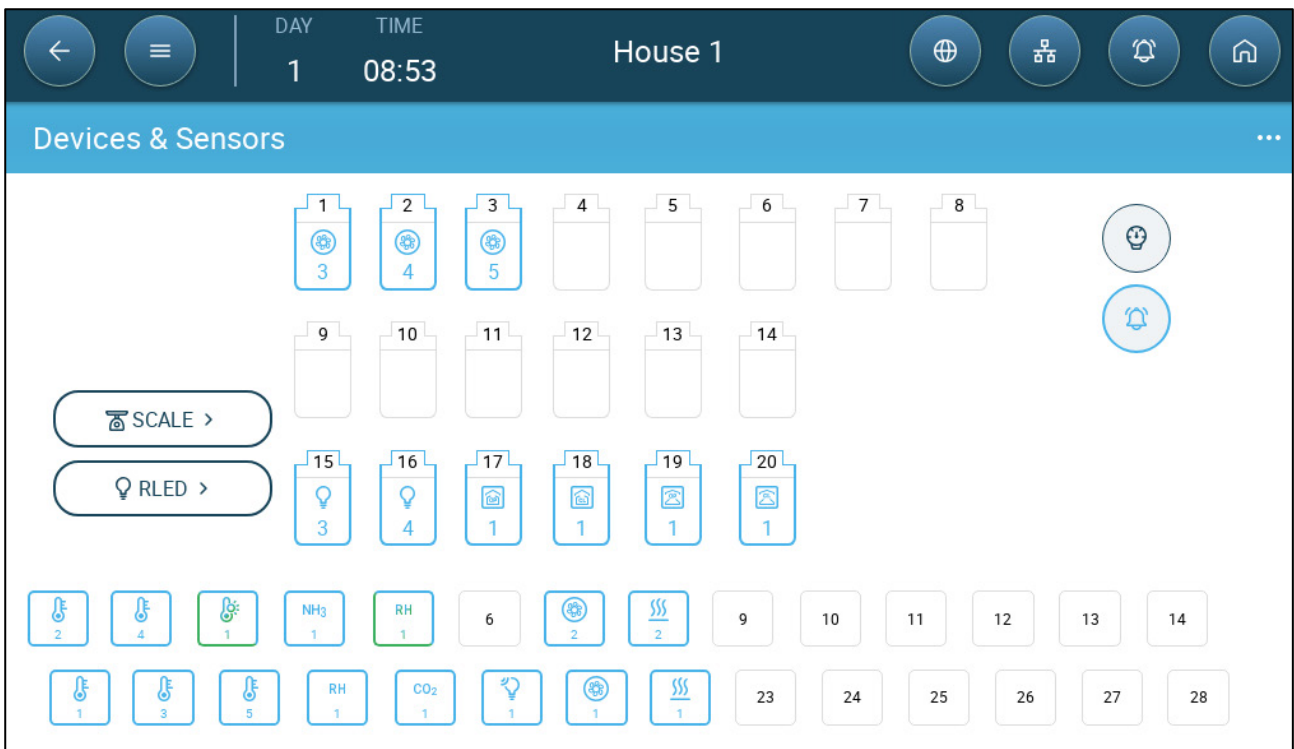 DAY TIME
1 08:53 House 1
Devices & Sensors
1 2 3 4 5 6 7 8
3 4 5
9 10 11 12 13 14
SCALE >
15 16 17 18 19 20
RLED >
3 4 1 1 1 1
NH₃ RH 6 9 10 11 12 13 14
2 4 1 1 1 2 2
RH CO₂ 23 24 25 26 27 28
1 3 5 1 1 1 1 1